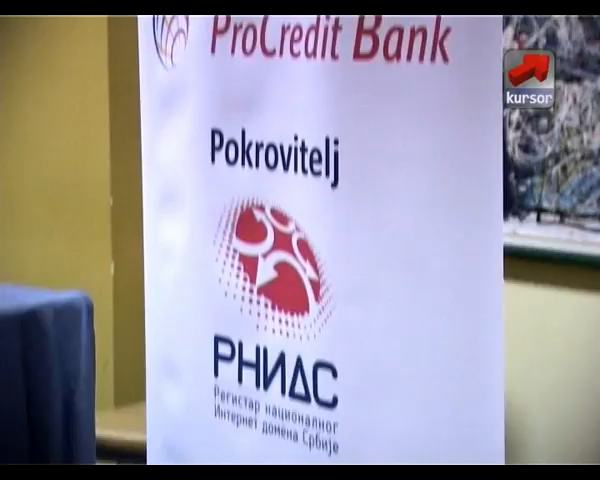 ProCredit Bank
kursor
Pokrovitelj
РНИДС
Регистар националног
Интернет домена Србије